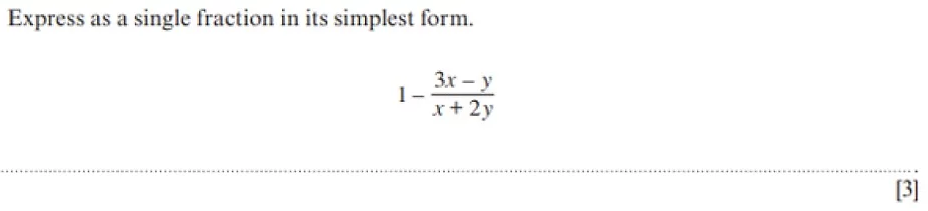 Express as a single fraction in its simplest form.
1 – 3x – y
x + 2y
[3]